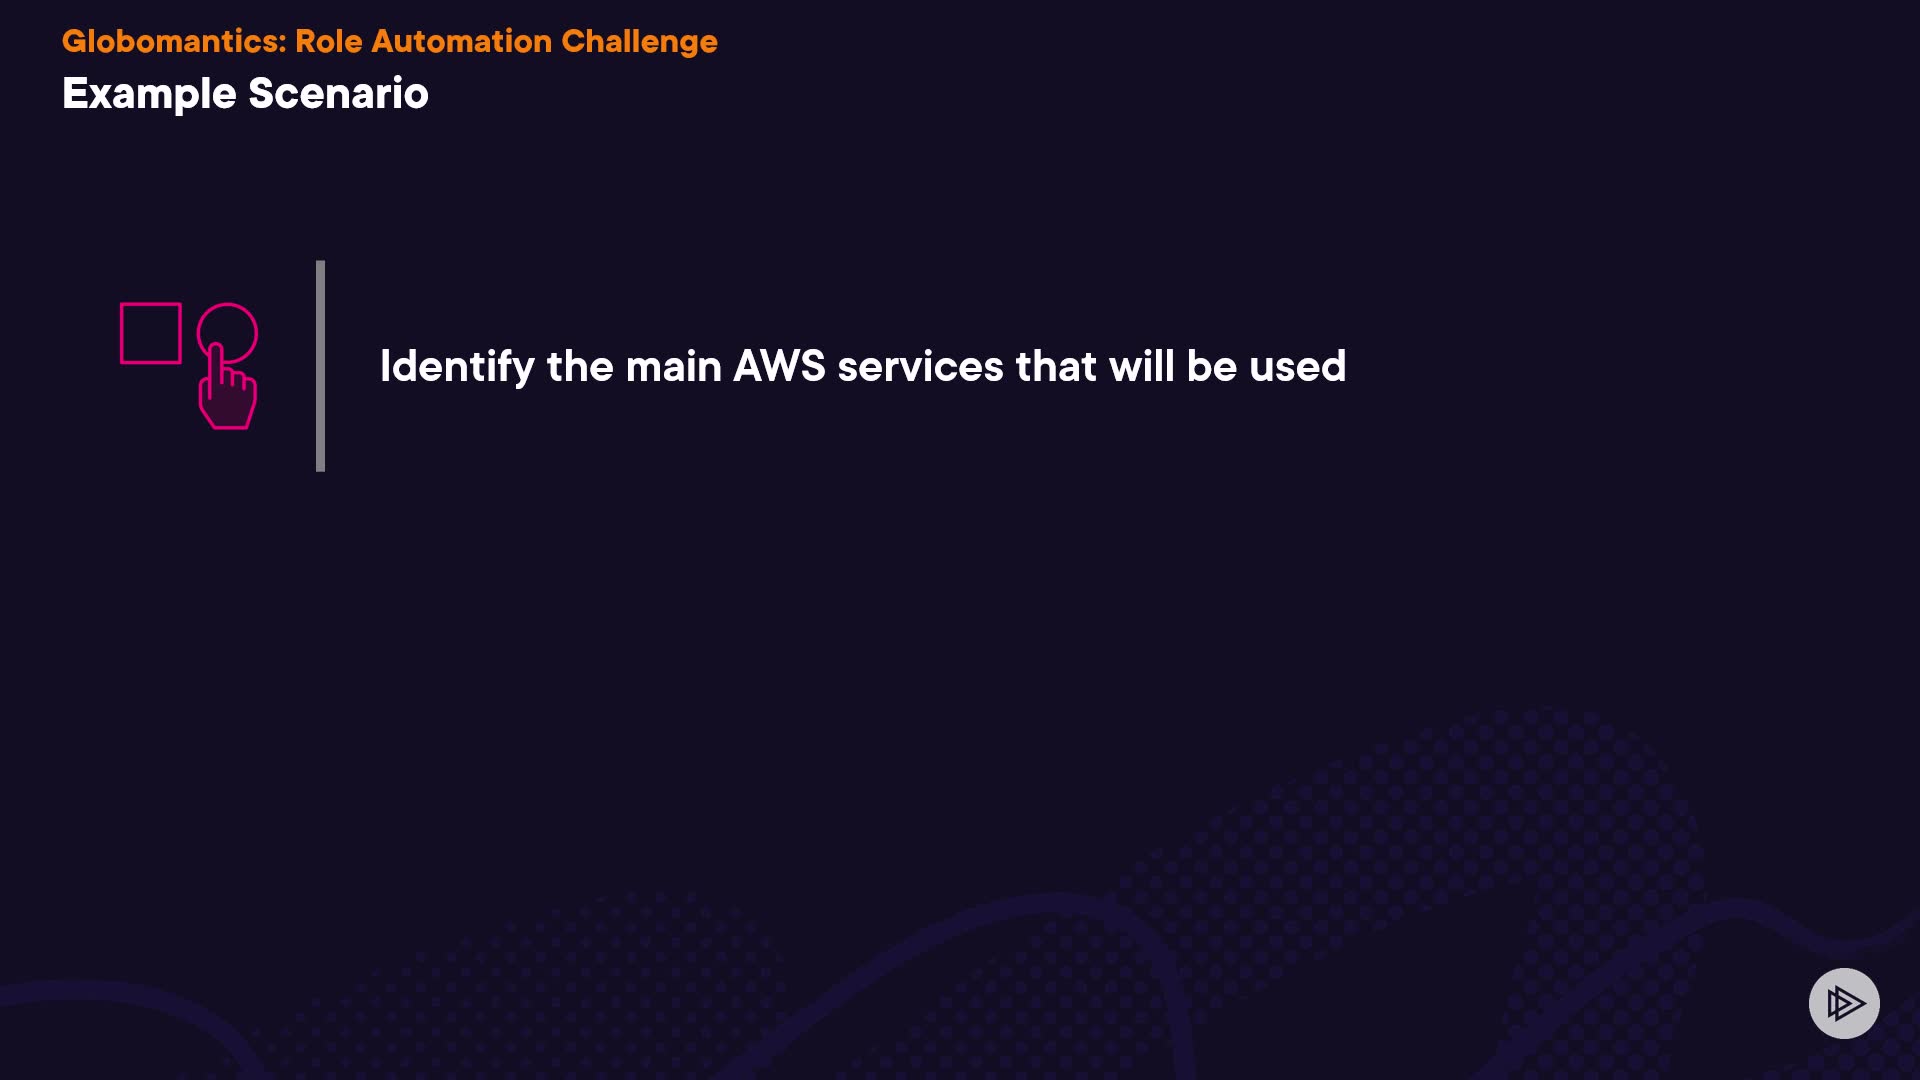 Globomantics: Role Automation Challenge
Example Scenario
Identify the main AWS services that will be used